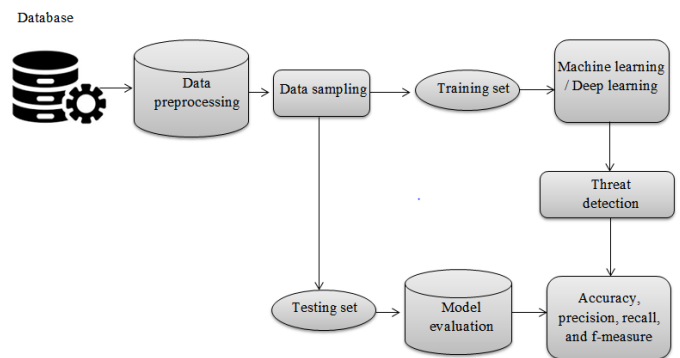 Database
Data
preprocessing
Data sampling
Training set
Machine learning
/ Deep learning
Threat
detection
Testing set
Model
evaluation
Accuracy,
precision, recall,
and f-measure